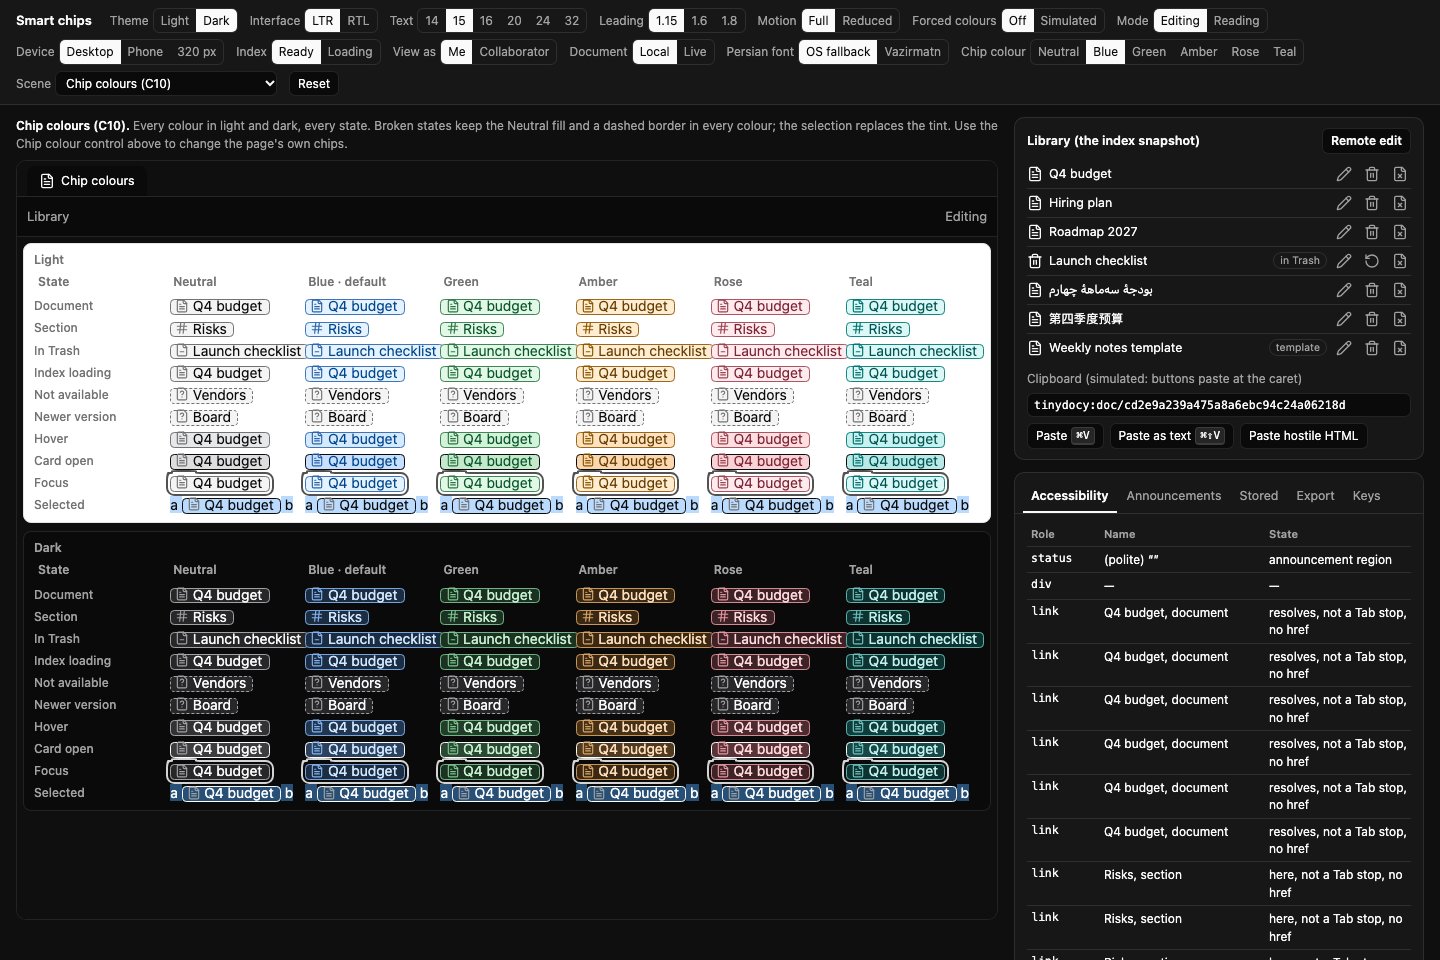 Smart chips Theme Light Dark Interface LTR RTL Text 14 15 16 20 24 32 Leading 1.15 1.6 1.8 Motion Full Reduced Forced colours Off Simulated Mode Editing Reading
Device Desktop Phone 320 px Index Ready Loading View as Me Collaborator Document Local Live Persian font OS fallback Vazirmatn Chip colour Neutral Blue Green Amber Rose Teal
Scene Chip colours (C10) Reset
Chip colours (C10). Every colour in light and dark, every state. Broken states keep the Neutral fill and a dashed border in every colour; the selection replaces the tint. Use the
Chip colour control above to change the page's own chips.
Chip colours
Library Editing
Light
State Neutral Blue · default Green Amber Rose Teal
Document Q4 budget Q4 budget Q4 budget Q4 budget Q4 budget Q4 budget
Section # Risks # Risks # Risks # Risks # Risks # Risks
In Trash Launch checklist Launch checklist Launch checklist Launch checklist Launch checklist Launch checklist
Index loading Q4 budget Q4 budget Q4 budget Q4 budget Q4 budget Q4 budget
Not available ? Vendors ? Vendors ? Vendors ? Vendors ? Vendors ? Vendors
Newer version ? Board ? Board ? Board ? Board ? Board ? Board
Hover Q4 budget Q4 budget Q4 budget Q4 budget Q4 budget Q4 budget
Card open Q4 budget Q4 budget Q4 budget Q4 budget Q4 budget Q4 budget
Focus Q4 budget Q4 budget Q4 budget Q4 budget Q4 budget Q4 budget
Selected a Q4 budget b a Q4 budget b a Q4 budget b a Q4 budget b a Q4 budget b a Q4 budget b
Dark
State Neutral Blue · default Green Amber Rose Teal
Document Q4 budget Q4 budget Q4 budget Q4 budget Q4 budget Q4 budget
Section # Risks # Risks # Risks # Risks # Risks # Risks
In Trash Launch checklist Launch checklist Launch checklist Launch checklist Launch checklist Launch checklist
Index loading Q4 budget Q4 budget Q4 budget Q4 budget Q4 budget Q4 budget
Not available ? Vendors ? Vendors ? Vendors ? Vendors ? Vendors ? Vendors
Newer version ? Board ? Board ? Board ? Board ? Board ? Board
Hover Q4 budget Q4 budget Q4 budget Q4 budget Q4 budget Q4 budget
Card open Q4 budget Q4 budget Q4 budget Q4 budget Q4 budget Q4 budget
Focus Q4 budget Q4 budget Q4 budget Q4 budget Q4 budget Q4 budget
Selected a Q4 budget b a Q4 budget b a Q4 budget b a Q4 budget b a Q4 budget b a Q4 budget b
Library (the index snapshot) Remote edit
Q4 budget
Hiring plan
Roadmap 2027
Launch checklist in Trash
بودجهٔ سه‌ماههٔ چهارم
第四季度预算
Weekly notes template template
Clipboard (simulated: buttons paste at the caret)
tinydocy:doc/cd2e9a239a475a8a6ebc94c24a06218d
Paste ⌘V Paste as text ⌘⇧V Paste hostile HTML
Accessibility Announcements Stored Export Keys
Role Name State
status (polite) "" announcement region
div — —
link Q4 budget, document resolves, not a Tab stop,
no href
link Q4 budget, document resolves, not a Tab stop,
no href
link Q4 budget, document resolves, not a Tab stop,
no href
link Q4 budget, document resolves, not a Tab stop,
no href
link Q4 budget, document resolves, not a Tab stop,
no href
link Q4 budget, document resolves, not a Tab stop,
no href
link Risks, section here, not a Tab stop, no
href
link Risks, section here, not a Tab stop, no
href